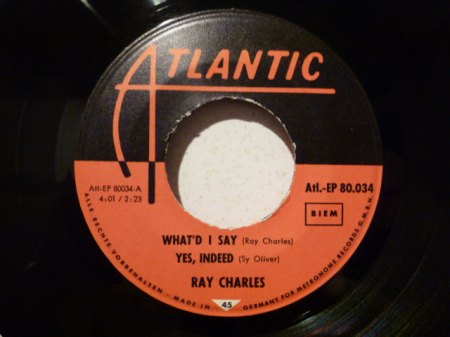 ATLANTIC
Atl-EP 80034-A
4:01 / 2:23
Atl.-EP 80.034
BIEM
WHAT'D I SAY (Ray Charles)
YES, INDEED (Sy Oliver)
RAY CHARLES
45
ALLE RECHTE VORBEHALTEN - MADE IN GERMANY FOR METRONOME RECORDS G.M.B.H.